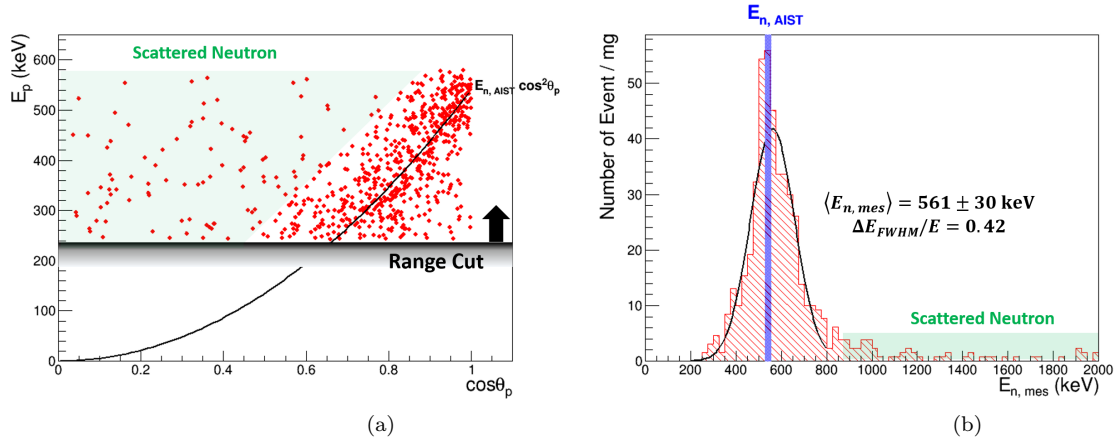 E_p (keV)
600
500
400
300
200
100
0
Scattered Neutron
E_n, AIST cos²θ_p
Range Cut
0 0.2 0.4 0.6 0.8 1
cosθ_p
(a)
E_n, AIST
Number of Event / mg
50
40
30
20
10
0
⟨E_n,mes⟩ = 561 ± 30 keV
ΔE_FWHM/E = 0.42
Scattered Neutron
0 200 400 600 800 1000 1200 1400 1600 1800 2000
E_n, mes (keV)
(b)